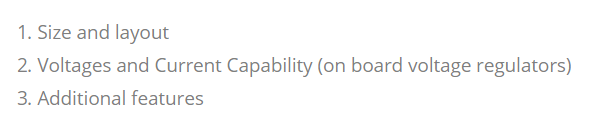 1. Size and layout
2. Voltages and Current Capability (on board voltage regulators)
3. Additional features